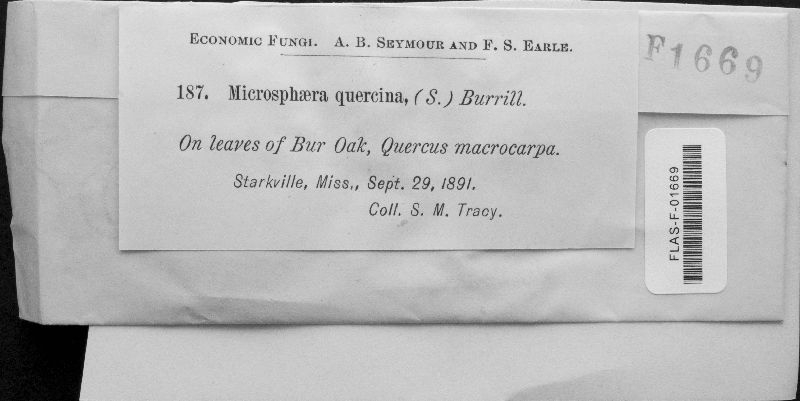 Economic Fungi. A. B. Seymour and F. S. Earle.
F1669
187. Microsphæra quercina, (S.) Burrill.
On leaves of Bur Oak, Quercus macrocarpa.
Starkville, Miss., Sept. 29, 1891.
Coll. S. M. Tracy.
FLAS-F-01669